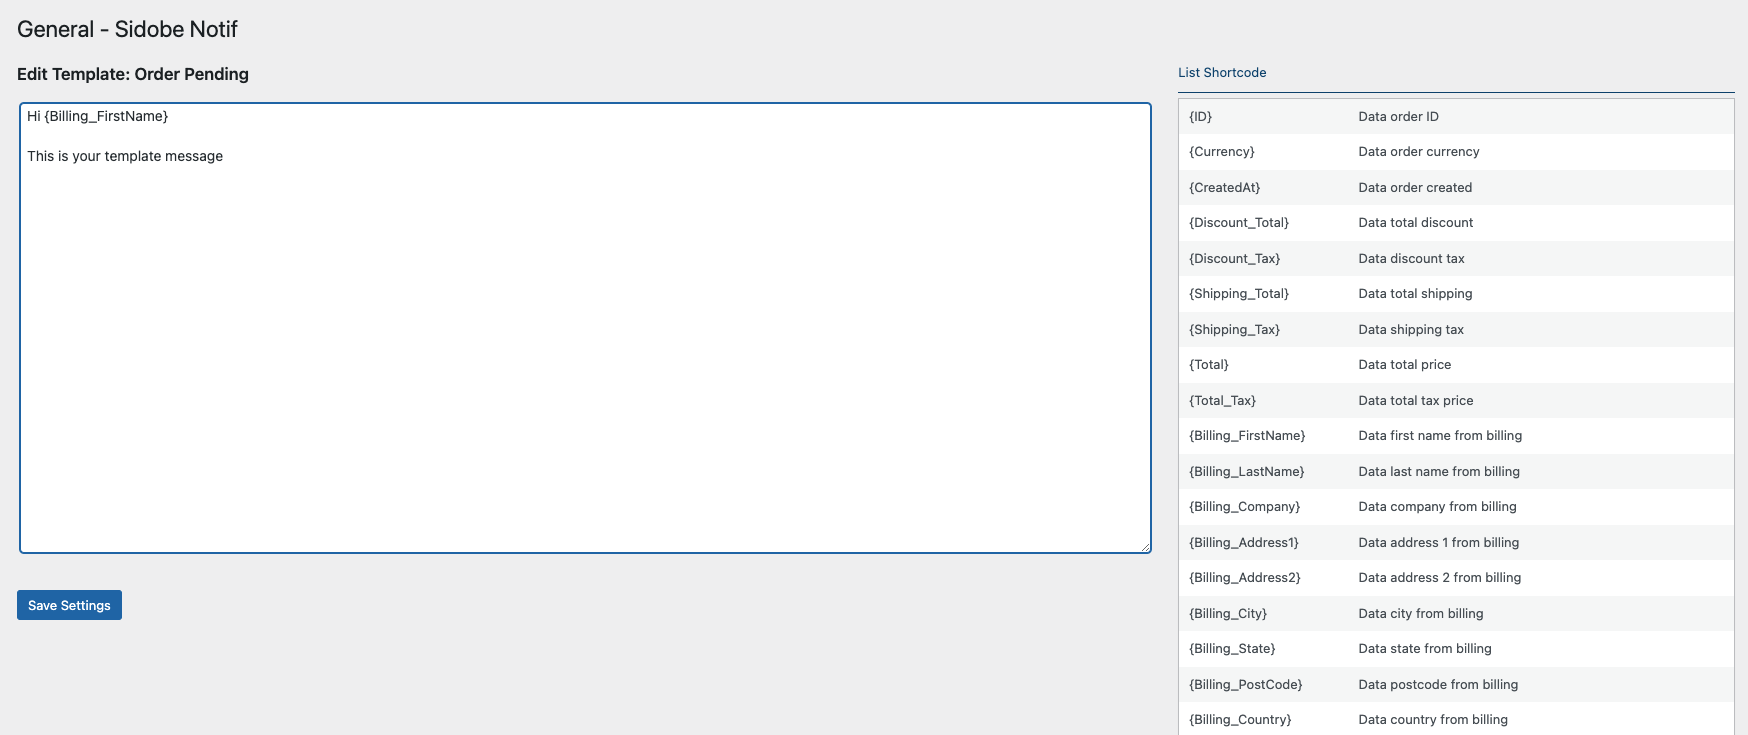 General - Sidobe Notif
Edit Template: Order Pending
Hi {Billing_FirstName}
This is your template message
Save Settings
List Shortcode
{ID} Data order ID
{Currency} Data order currency
{CreatedAt} Data order created
{Discount_Total} Data total discount
{Discount_Tax} Data discount tax
{Shipping_Total} Data total shipping
{Shipping_Tax} Data shipping tax
{Total} Data total price
{Total_Tax} Data total tax price
{Billing_FirstName} Data first name from billing
{Billing_LastName} Data last name from billing
{Billing_Company} Data company from billing
{Billing_Address1} Data address 1 from billing
{Billing_Address2} Data address 2 from billing
{Billing_City} Data city from billing
{Billing_State} Data state from billing
{Billing_PostCode} Data postcode from billing
{Billing_Country} Data country from billing